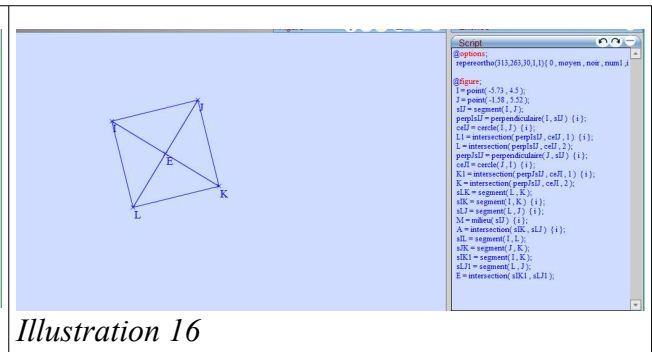 Script
@options;
repereortho(313,263,30,1,1){ 0 , moyen , noir , num1 ,i
@figure;
I = point( -5.73 , 4.5 );
J = point( -1.58 , 5.52 );
sIJ = segment( I , J );
perpIsIJ = perpendiculaire( I , sIJ ) { i };
ceIJ = cercle( I , J ) { i };
L1 = intersection( perpIsIJ , ceIJ , 1 ) { i };
L = intersection( perpIsIJ , ceIJ , 2 );
perpJsIJ = perpendiculaire( J , sIJ ) { i };
ceJI = cercle( J , I ) { i };
K1 = intersection( perpJsIJ , ceJI , 1 ) { i };
K = intersection( perpJsIJ , ceJI , 2 );
sLK = segment( L , K );
sIK = segment( I , K ) { i };
sLJ = segment( L , J ) { i };
M = milieu( sIJ ) { i };
A = intersection( sIK , sLJ ) { i };
sIL = segment( I , L );
sJK = segment( J , K );
sIK1 = segment( I , K );
sLJ1 = segment( L , J );
E = intersection( sIK1 , sLJ1 );
J
I
E
K
L
Illustration 16